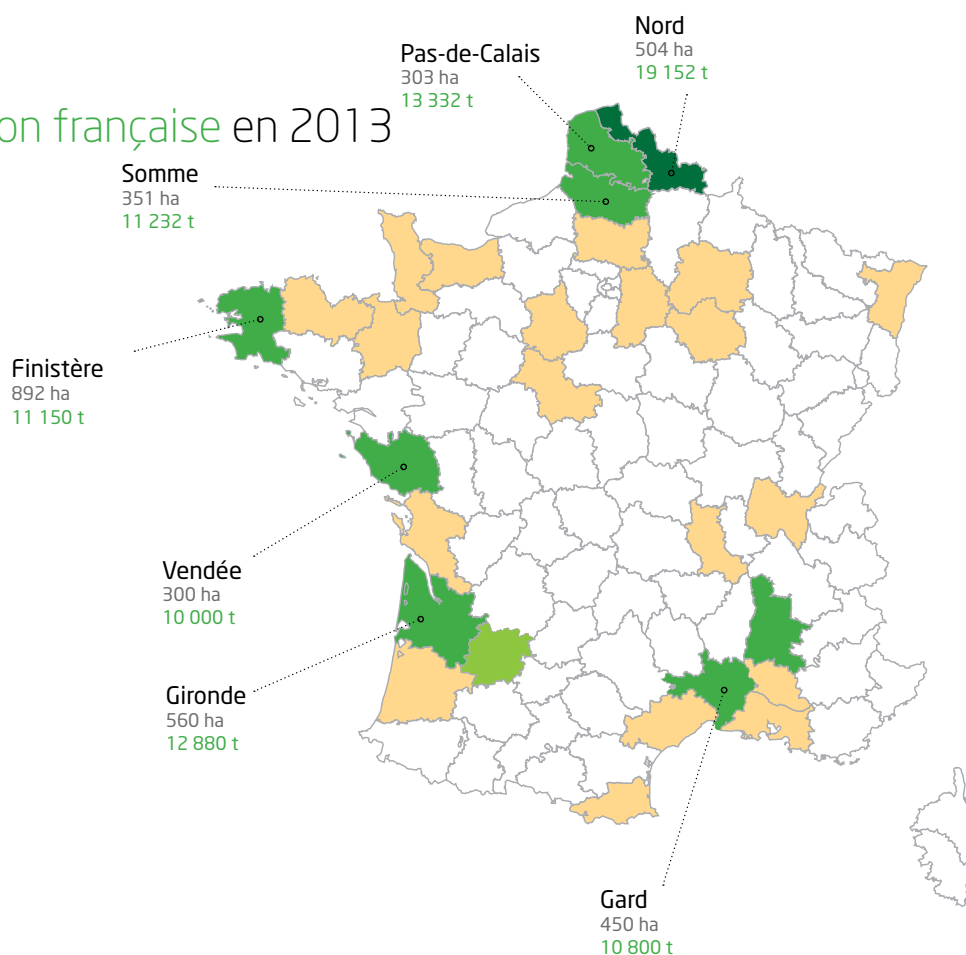 Nord
504 ha
19 152 t
Pas-de-Calais
303 ha
13 332 t
on française en 2013
Somme
351 ha
11 232 t
Finistère
892 ha
11 150 t
Vendée
300 ha
10 000 t
Gironde
560 ha
12 880 t
Gard
450 ha
10 800 t